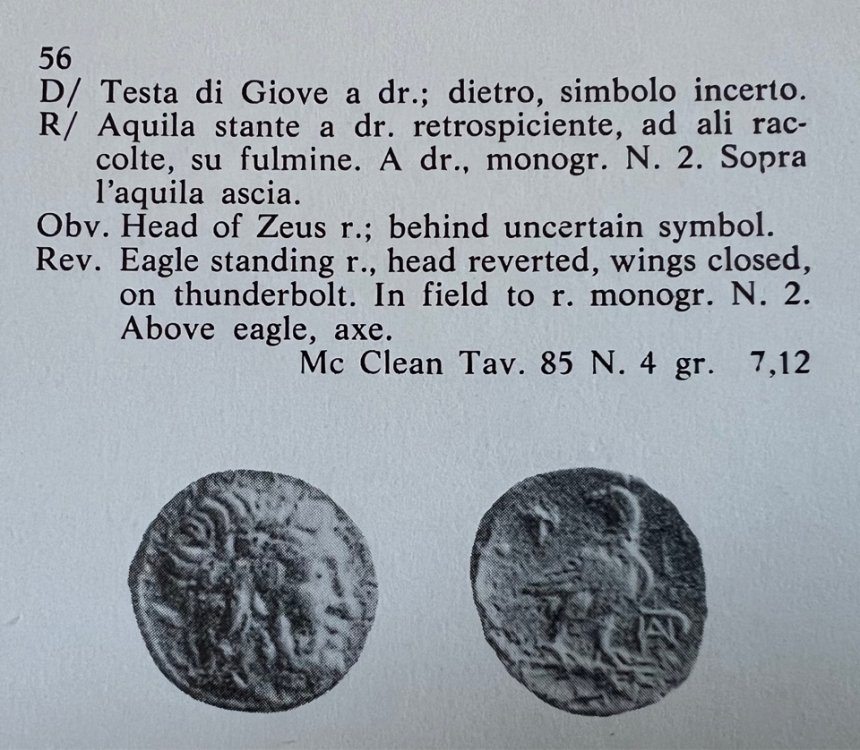 56
D/ Testa di Giove a dr.; dietro, simbolo incerto.
R/ Aquila stante a dr. retrospiciente, ad ali rac-
colte, su fulmine. A dr., monogr. N. 2. Sopra
l'aquila ascia.
Obv. Head of Zeus r.; behind uncertain symbol.
Rev. Eagle standing r., head reverted, wings closed,
on thunderbolt. In field to r. monogr. N. 2.
Above eagle, axe.
Mc Clean Tav. 85 N. 4 gr. 7,12